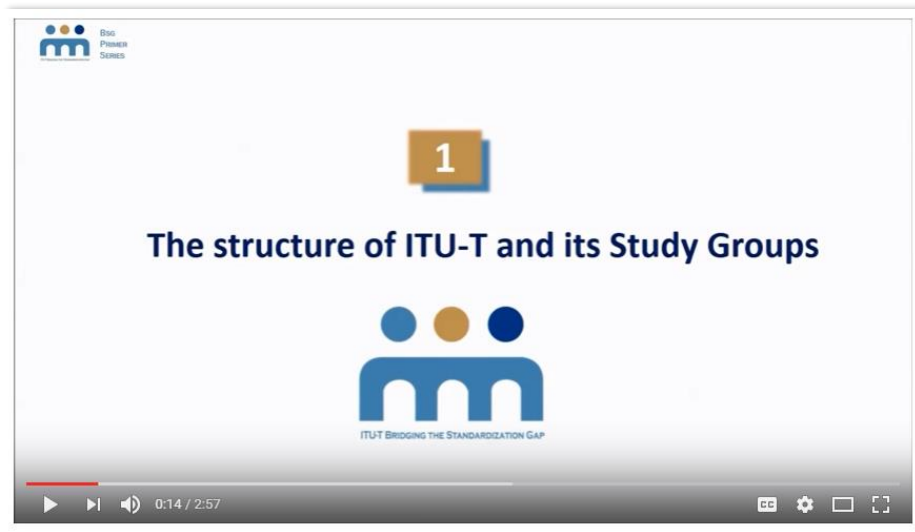 BSG
PRIMER
SERIES
1
The structure of ITU-T and its Study Groups
ITU-T BRIDGING THE STANDARDIZATION GAP
0:14 / 2:57
CC